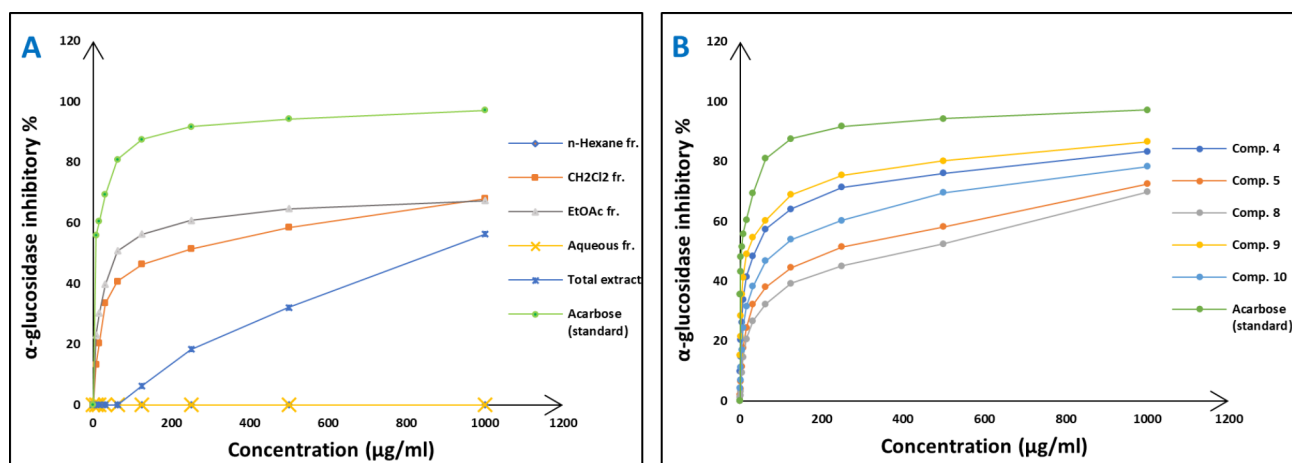 A
α-glucosidase inhibitory %
120
100
80
60
40
20
0
0 200 400 600 800 1000 1200
Concentration (µg/ml)
n-Hexane fr.
CH2Cl2 fr.
EtOAc fr.
Aqueous fr.
Total extract
Acarbose
(standard)
B
α-glucosidase inhibitory %
120
100
80
60
40
20
0
0 200 400 600 800 1000 1200
Concentration (µg/ml)
Comp. 4
Comp. 5
Comp. 8
Comp. 9
Comp. 10
Acarbose
(standard)